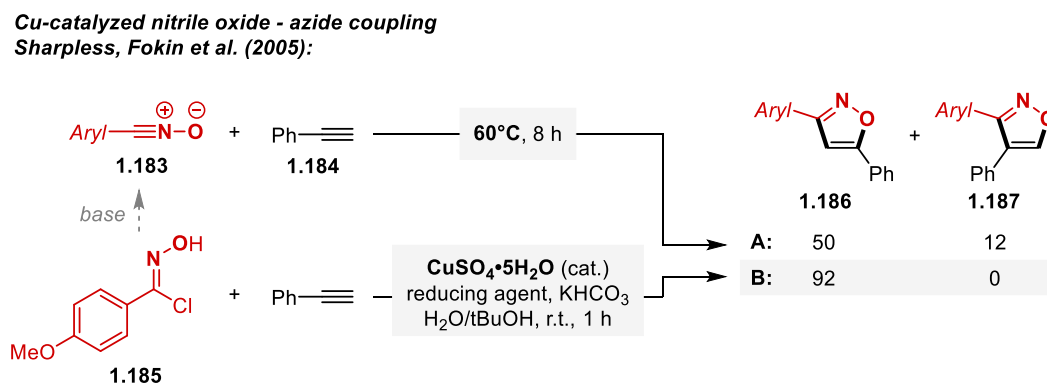 Cu-catalyzed nitrile oxide - azide coupling
Sharpless, Fokin et al. (2005):
Aryl N O + Ph 60°C, 8 h Aryl N O + Aryl N O
⊕ ⊖
1.183 1.184
Ph Ph
1.186 1.187
base
A: 50 12
B: 92 0
OH
N
Cl
MeO
+ Ph
CuSO₄•5H₂O (cat.)
reducing agent, KHCO₃
H₂O/tBuOH, r.t., 1 h
1.185